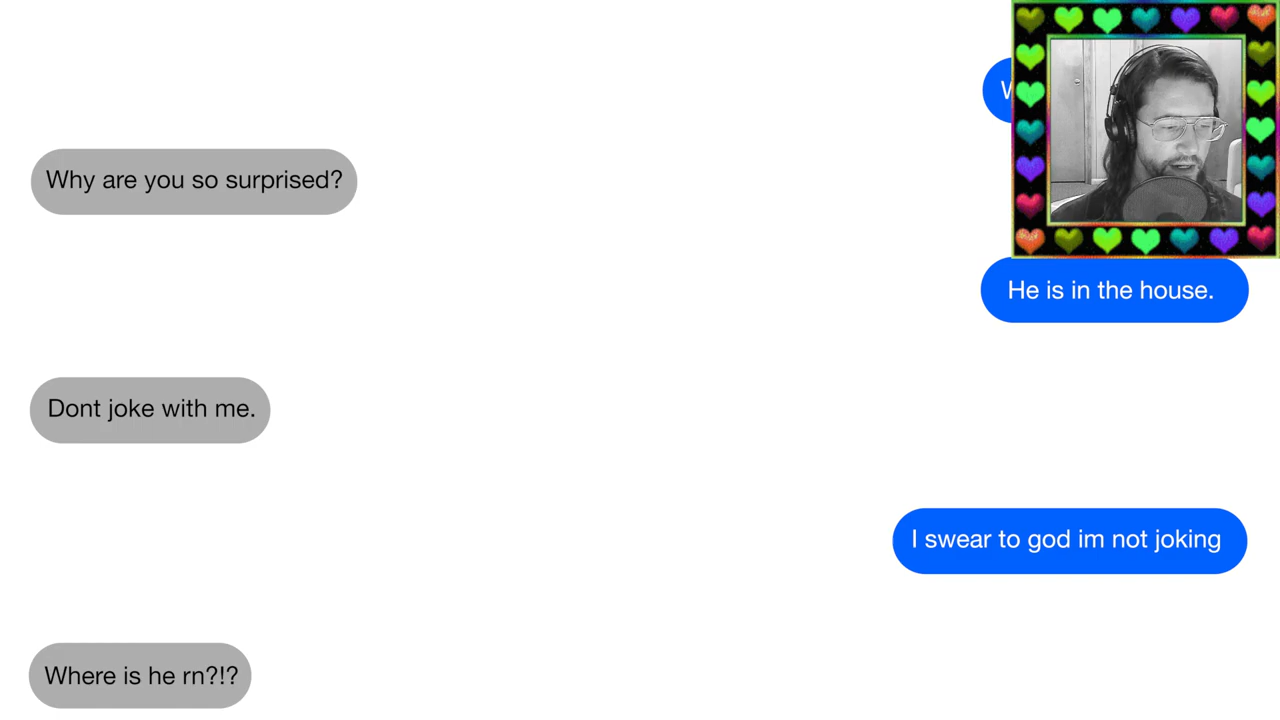 Why are you so surprised?
He is in the house.
Dont joke with me.
I swear to god im not joking
Where is he rn?!?